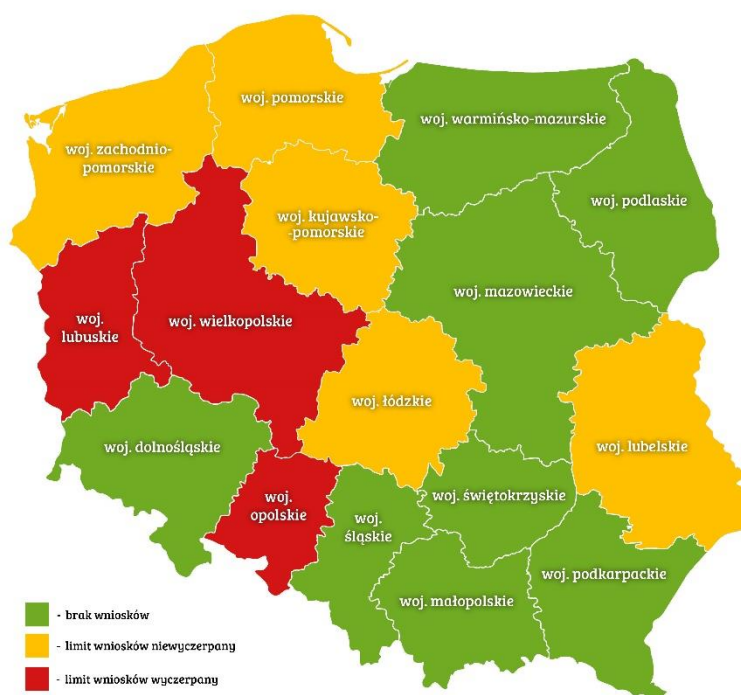 woj. pomorskie
woj. warmińsko-mazurskie
woj. zachodnio-
pomorskie
woj. podlaskie
woj. kujawsko-
-pomorskie
woj. mazowieckie
woj.
lubuskie
woj. wielkopolskie
woj. łódzkie
woj. dolnośląskie
woj. lubelskie
woj.
opolskie
woj. świętokrzyskie
woj.
śląskie
woj. podkarpackie
woj. małopolskie
- brak wniosków
- limit wniosków niewyczerpany
- limit wniosków wyczerpany